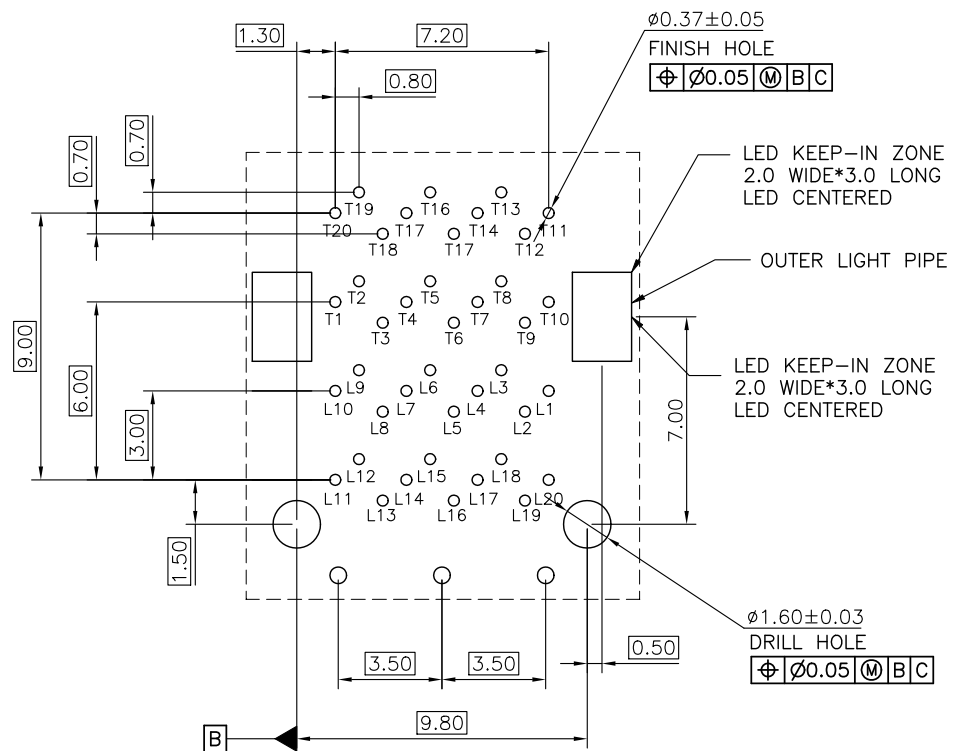 1.30
7.20
0.80
0.70
0.70
ø0.37±0.05
FINISH HOLE
⌖ Ø0.05 Ⓜ B C
LED KEEP-IN ZONE
2.0 WIDE*3.0 LONG
LED CENTERED
OUTER LIGHT PIPE
LED KEEP-IN ZONE
2.0 WIDE*3.0 LONG
LED CENTERED
T19 T16 T13
T20 T17 T14 T11
T18 T17 T12
T2 T5 T8
T1 T4 T7 T10
T3 T6 T9
L9 L6 L3
L10 L7 L4 L1
L8 L5 L2
L12 L15 L18
L11 L14 L17 L20
L13 L16 L19
9.00
6.00
3.00
1.50
7.00
ø1.60±0.03
DRILL HOLE
⌖ Ø0.05 Ⓜ B C
0.50
3.50 3.50
9.80
B